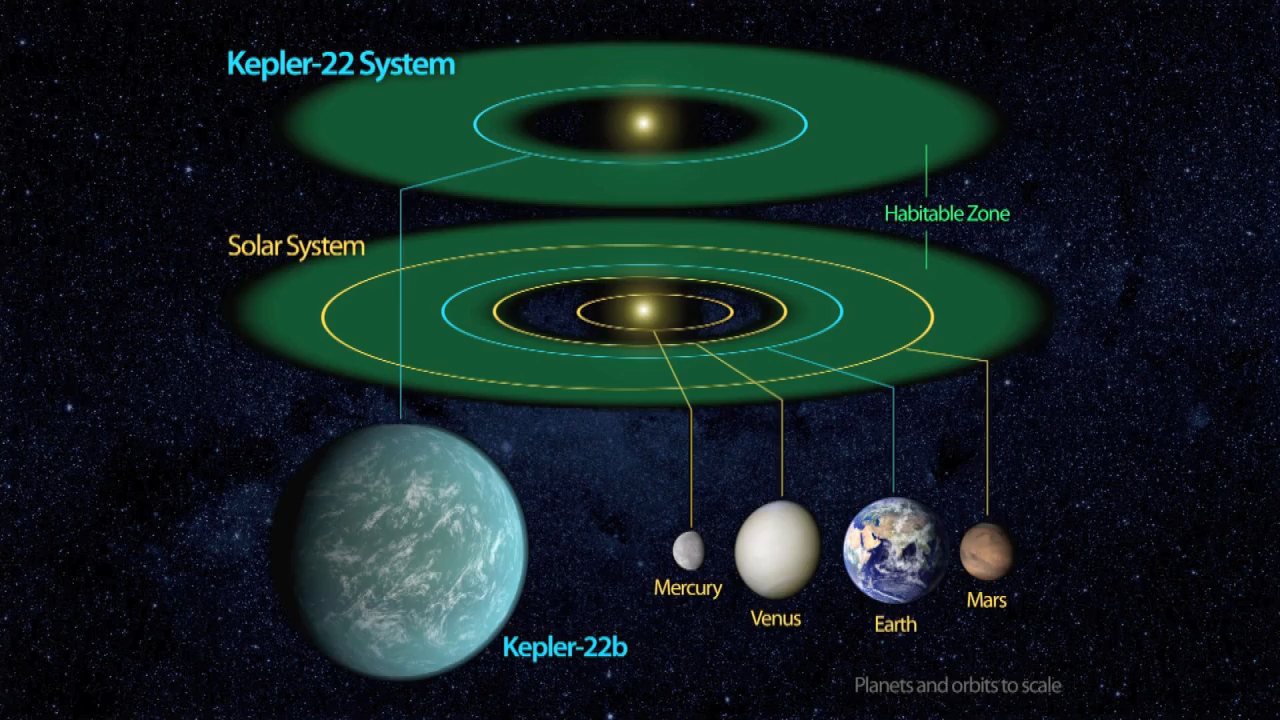 Kepler-22 System
Habitable Zone
Solar System
Mercury
Venus
Earth
Mars
Kepler-22b
Planets and orbits to scale